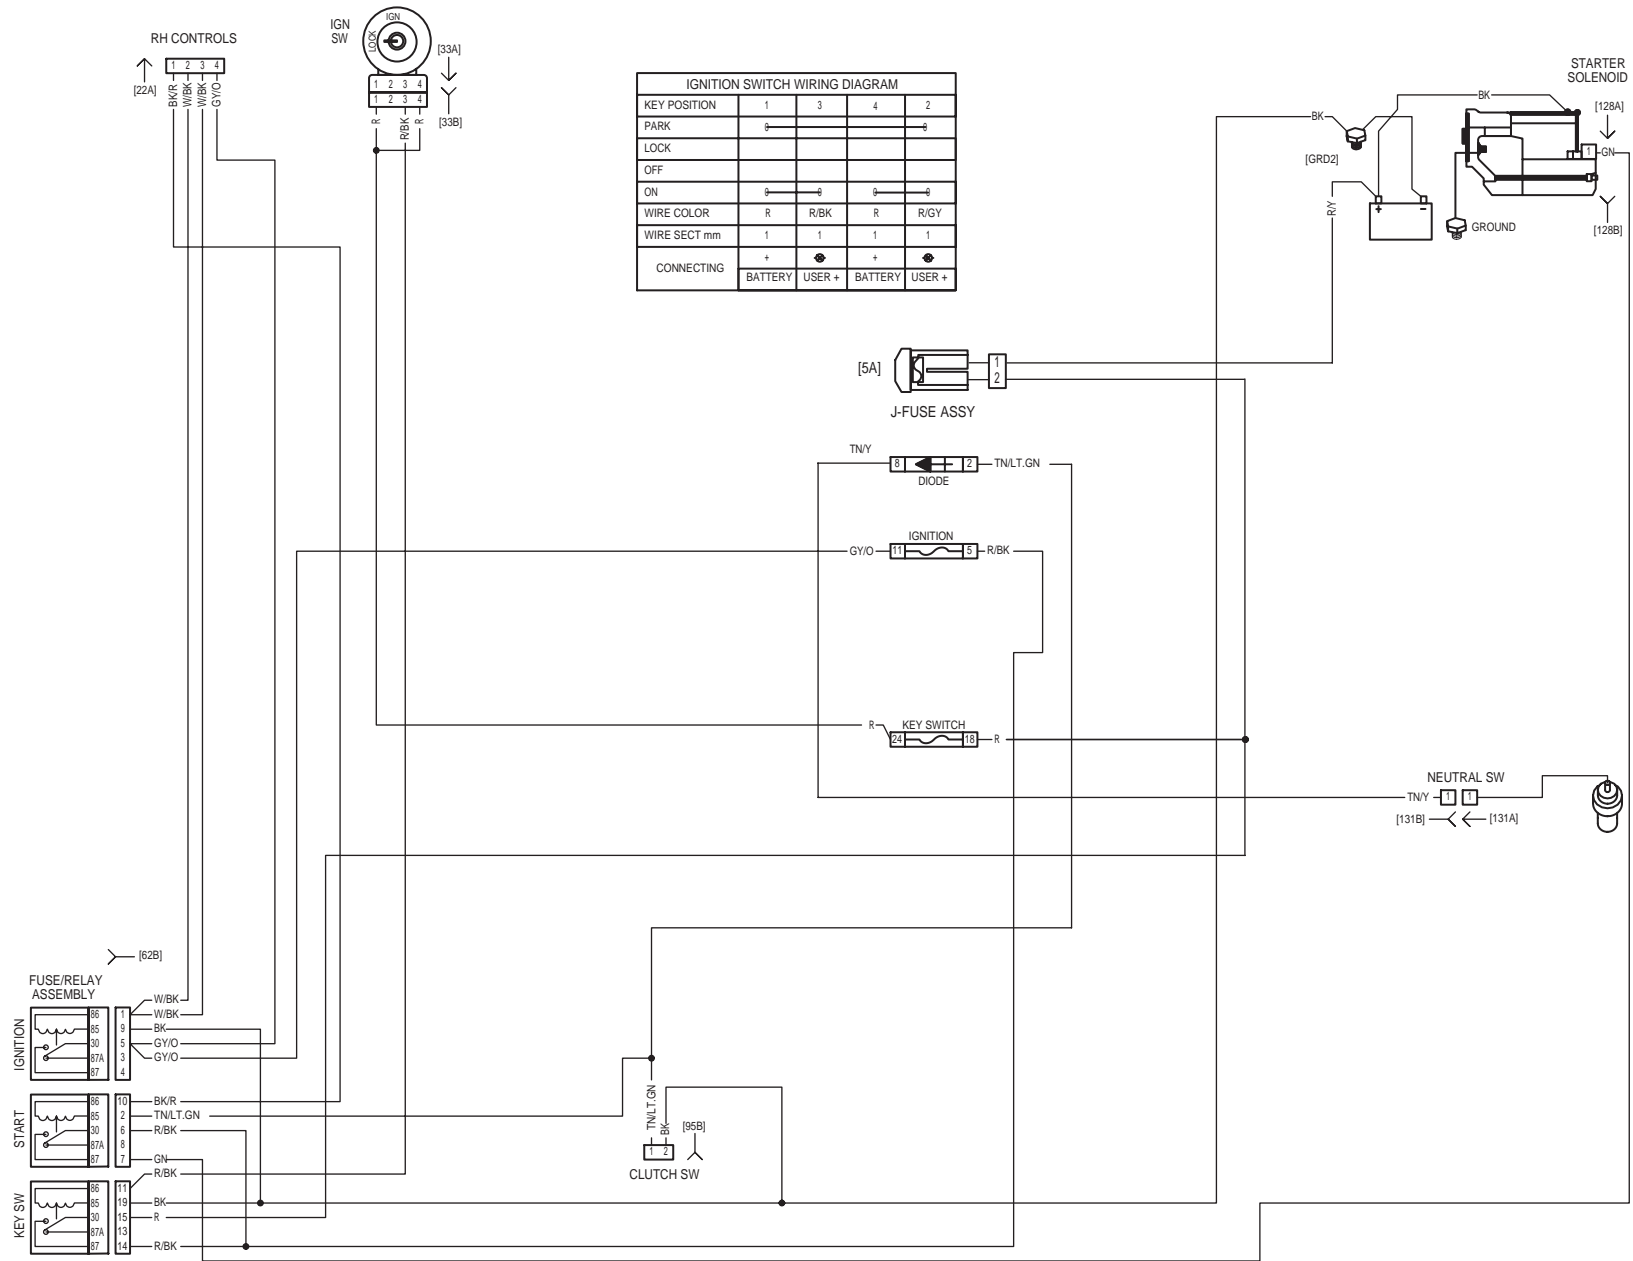 RH CONTROLS
1 2 3 4
[22A]
BK/R
W/BK
W/BK
GY/O
IGN
SW
IGN
LOCK
[33A]
1 2 3 4
1 2 3 4
[33B]
R
R/BK
R
IGNITION SWITCH WIRING DIAGRAM
KEY POSITION 1 3 4 2
PARK
LOCK
OFF
ON
WIRE COLOR R R/BK R R/GY
WIRE SECT mm 1 1 1 1
CONNECTING + +
BATTERY USER + BATTERY USER +
STARTER
SOLENOID
BK
[128A]
BK
[GRD2]
1 GN
R/Y
+ −
GROUND
[128B]
[5A]
1
2
J-FUSE ASSY
TN/Y
8 2 TN/LT.GN
DIODE
IGNITION
GY/O 11 5 R/BK
R KEY SWITCH
24 18 R
NEUTRAL SW
TN/Y 1 1
[131B] [131A]
[62B]
FUSE/RELAY
ASSEMBLY
W/BK
IGNITION
86 1 W/BK
85 9 BK
30 5 GY/O
87A 3 GY/O
87 4
START
86 10 BK/R
85 2 TN/LT.GN
30 6 R/BK
87A 8
87 7 GN
R/BK
KEY SW
86 11
85 19 BK
30 15 R
87A 13
87 14 R/BK
TN/LT.GN
BK
[95B]
1 2
CLUTCH SW